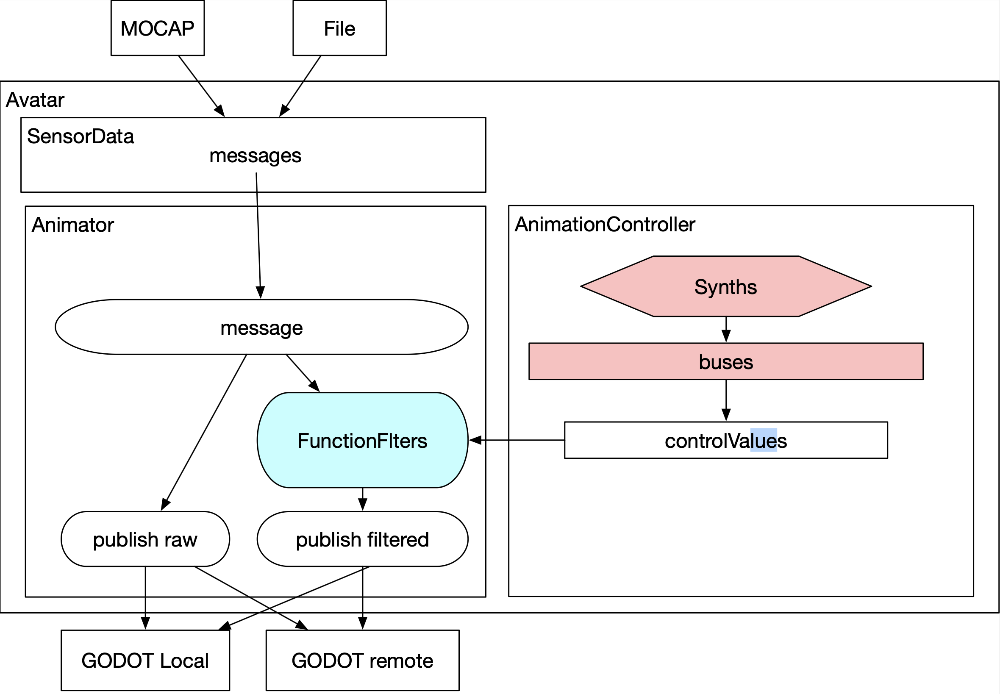 MOCAP
File
Avatar
SensorData
messages
Animator
AnimationController
Synths
message
buses
FunctionFlters
controlValues
publish raw
publish filtered
GODOT Local
GODOT remote